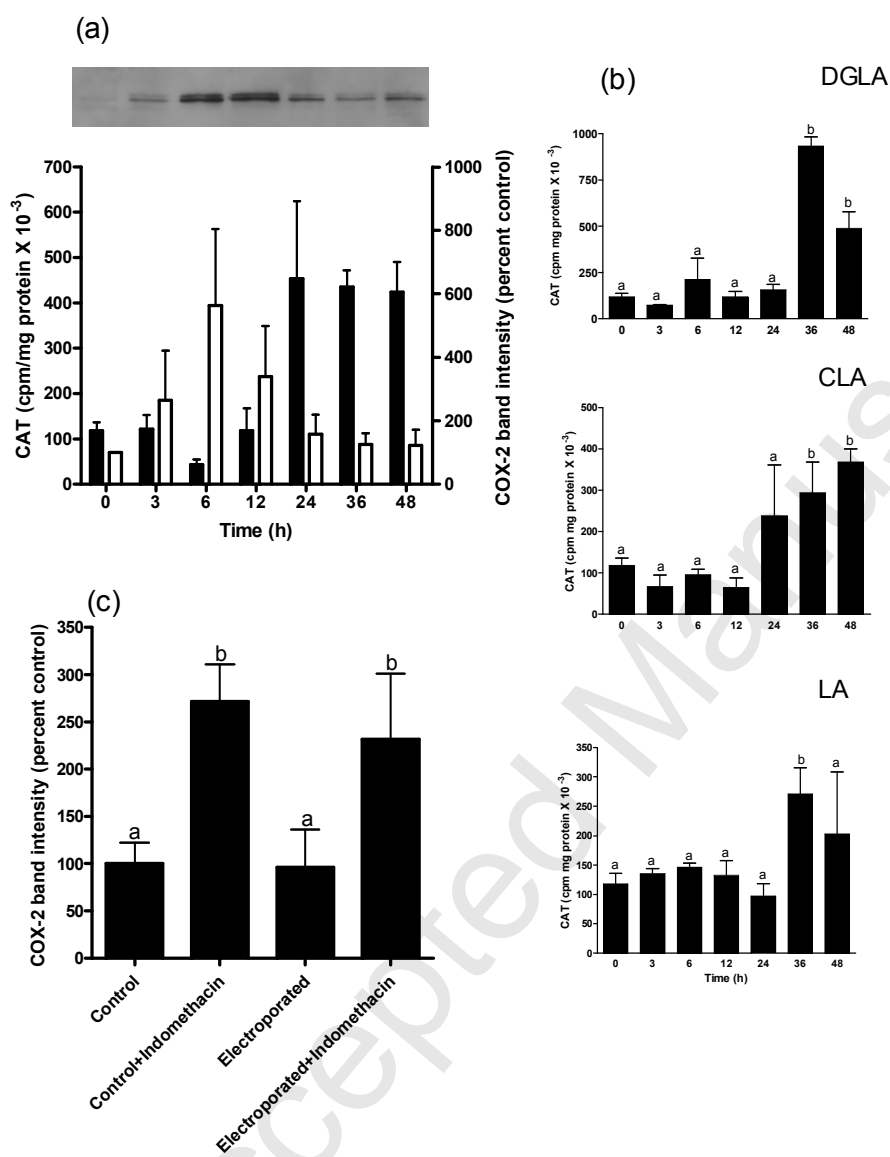 (a)
700
600
500
400
300
200
100
0
CAT (cpm/mg protein X 10⁻³)
1000
800
600
400
200
0
COX-2 band intensity (percent control)
0 3 6 12 24 36 48
Time (h)
(b)
DGLA
1000
750
500
250
0
CAT (cpm mg protein X 10⁻³)
a a a a a b b
0 3 6 12 24 36 48
CLA
500
400
300
200
100
0
CAT (cpm mg protein X 10⁻³)
a a a a a b b
0 3 6 12 24 36 48
LA
350
300
250
200
150
100
50
0
CAT (cpm mg protein X 10⁻³)
a a a a a b a
0 3 6 12 24 36 48
Time (h)
(c)
350
300
250
200
150
100
50
0
COX-2 band intensity (percent control)
a b a b
Control
Control+Indomethacin
Electroporated
Electroporated+Indomethacin
cepted Manus